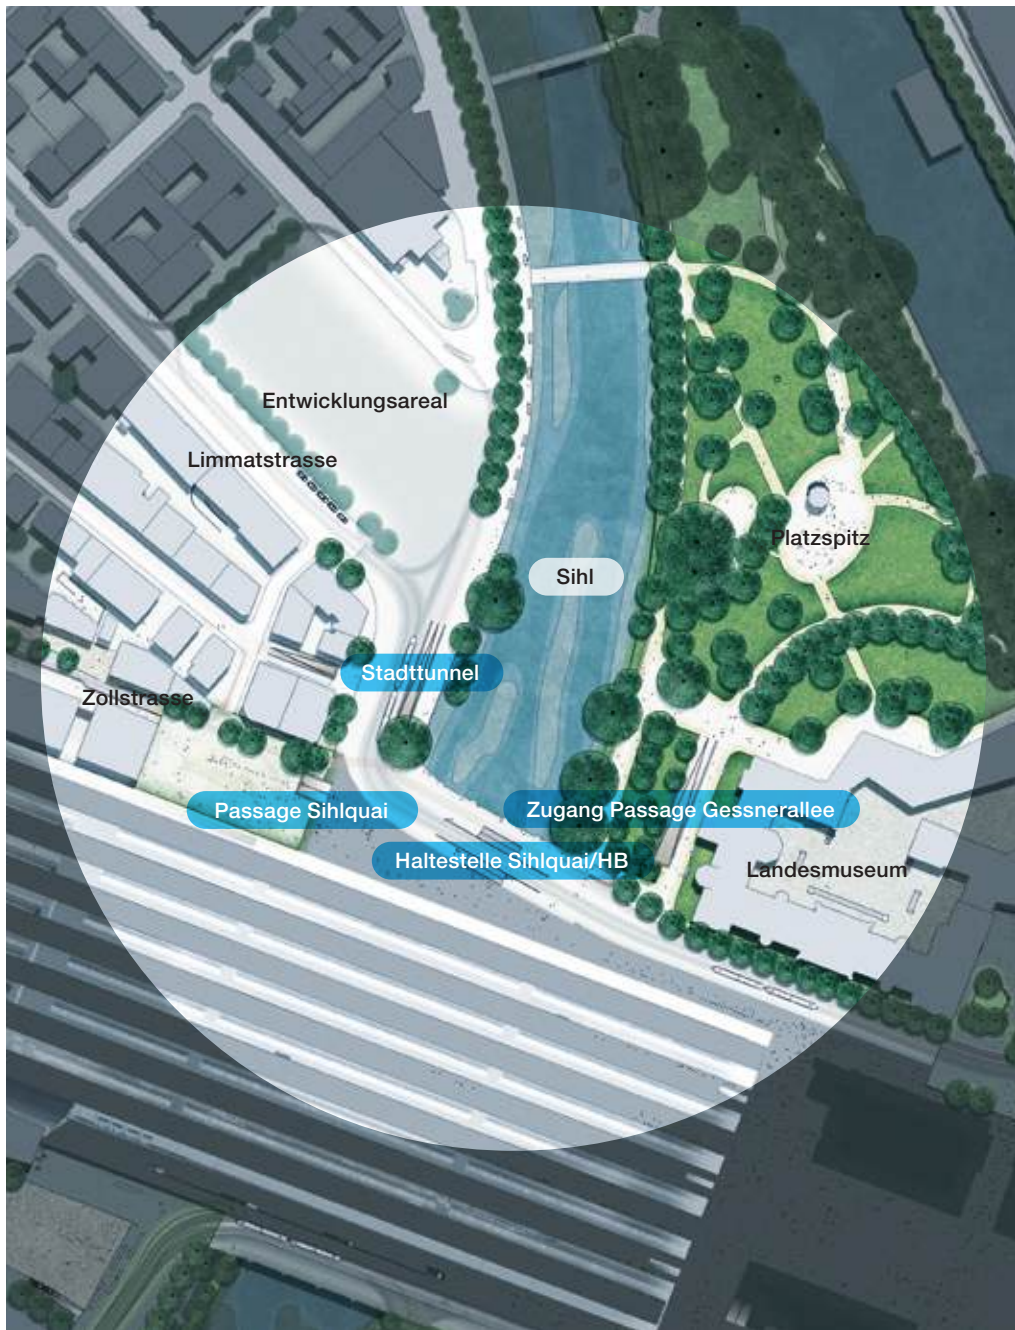 Entwicklungsareal
Limmatstrasse
Platzspitz
Sihl
Stadttunnel
Zollstrasse
Passage Sihlquai
Zugang Passage Gessnerallee
Haltestelle Sihlquai/HB
Landesmuseum